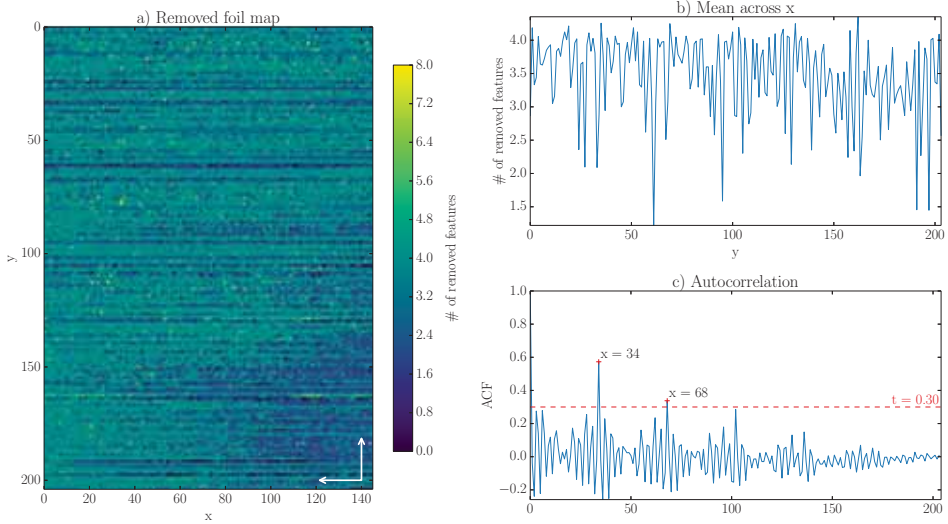 a) Removed foil map
0
50
100
150
200
y
0 20 40 60 80 100 120 140
x
8.0
7.2
6.4
5.6
4.8
4.0
3.2
2.4
1.6
0.8
0.0
# of removed features
b) Mean across x
4.0
3.5
3.0
2.5
2.0
1.5
# of removed features
0 50 100 150 200
y
c) Autocorrelation
1.0
0.8
0.6
0.4
0.2
0.0
−0.2
ACF
x = 34
x = 68
t = 0.30
0 50 100 150 200